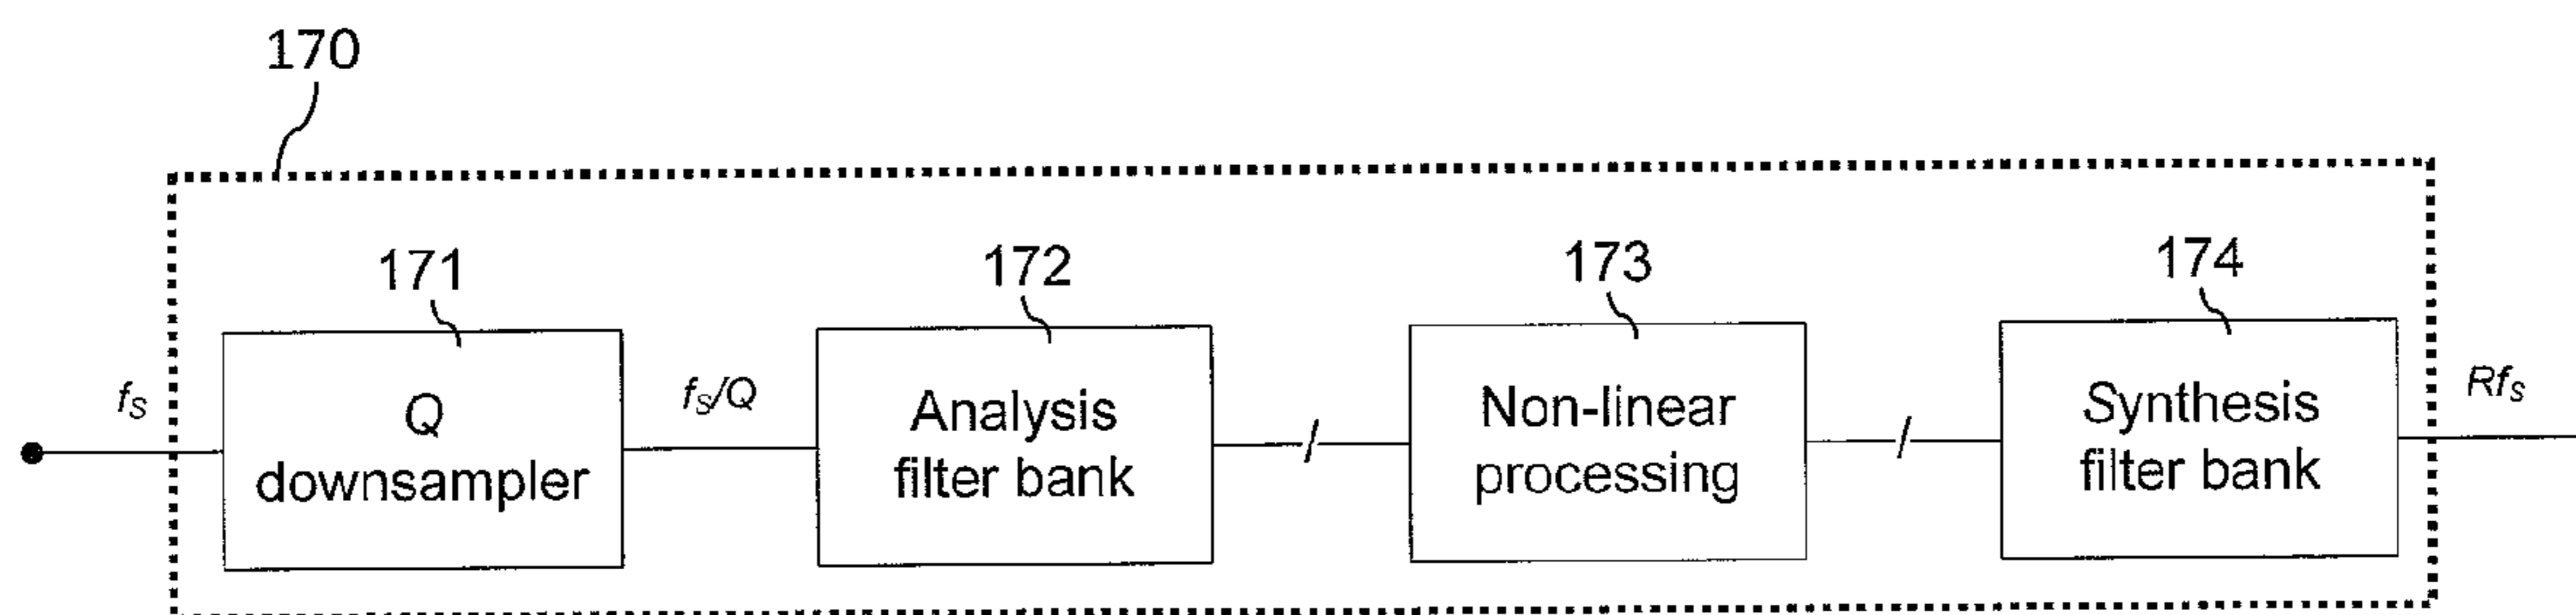 170
171
172
173
174
fS
Q
downsampler
fS/Q
Analysis
filter bank
/
Non-linear
processing
/
Synthesis
filter bank
RfS